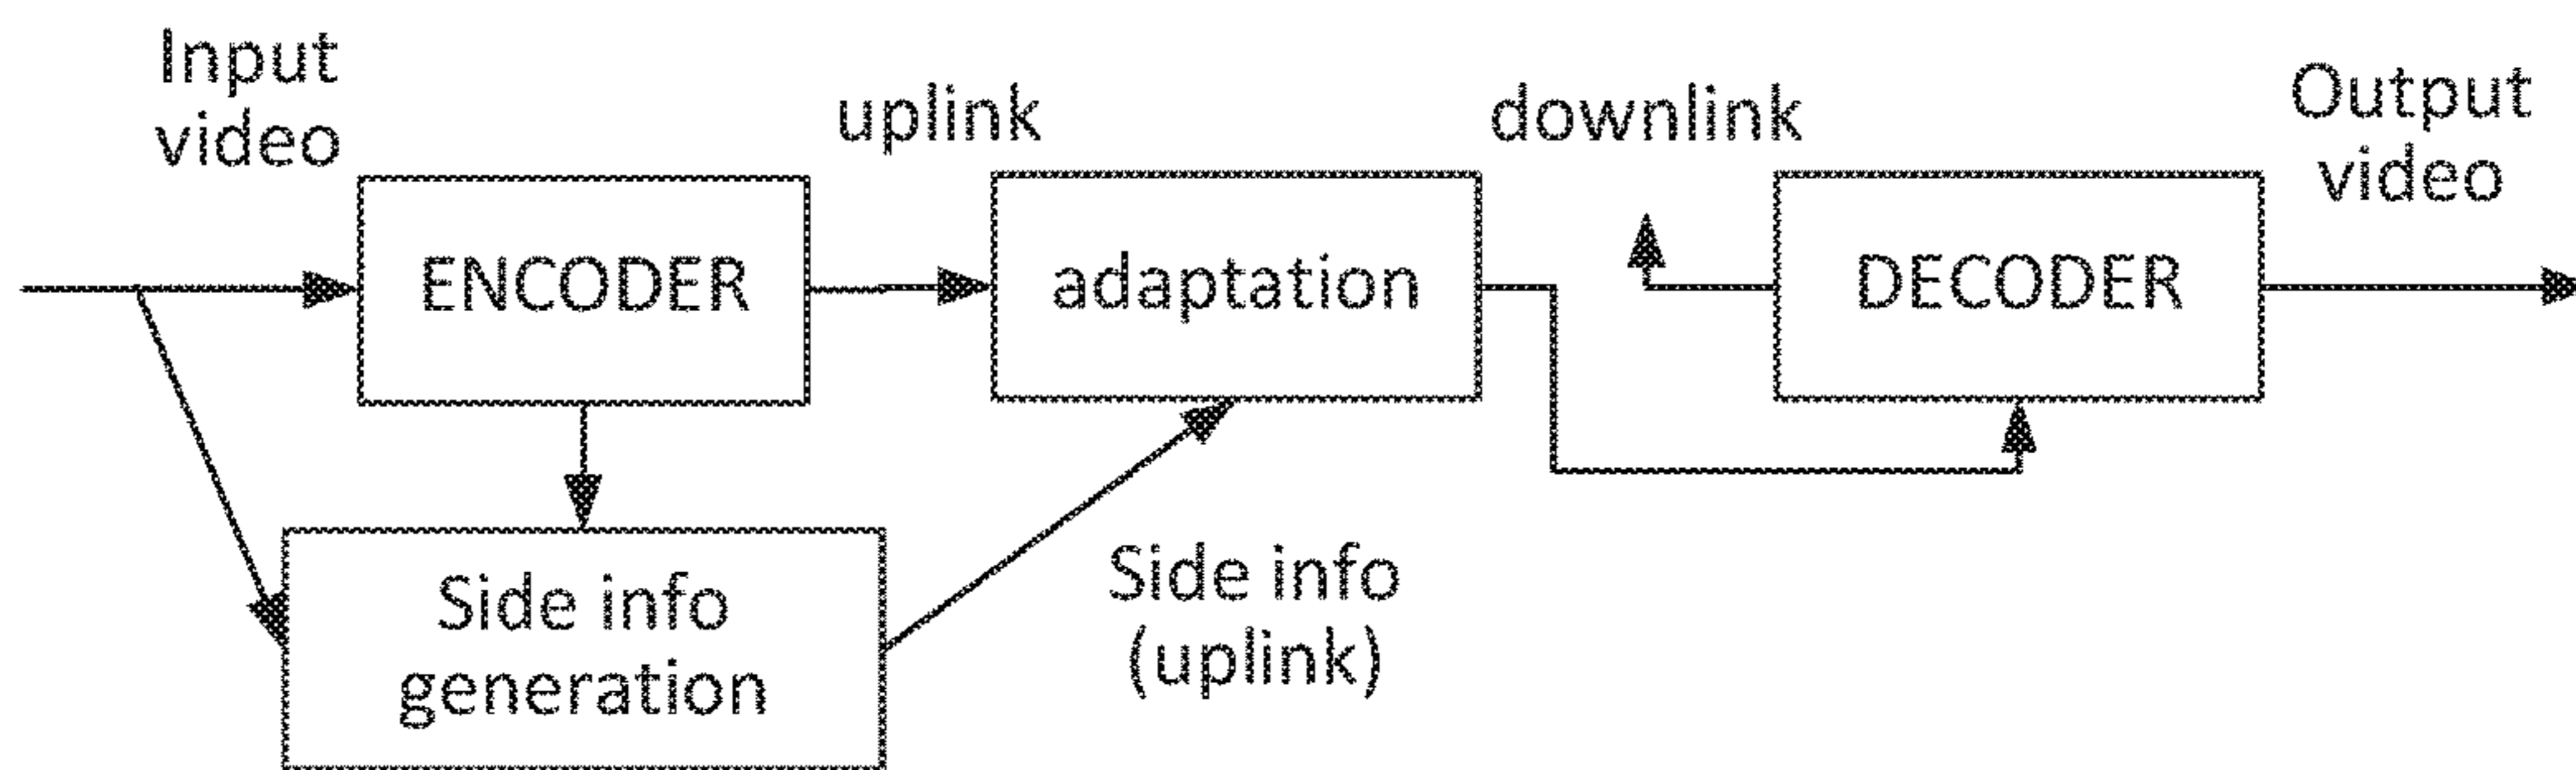 Input
video
uplink
downlink
Output
video
ENCODER
adaptation
DECODER
Side info
generation
Side info
(uplink)